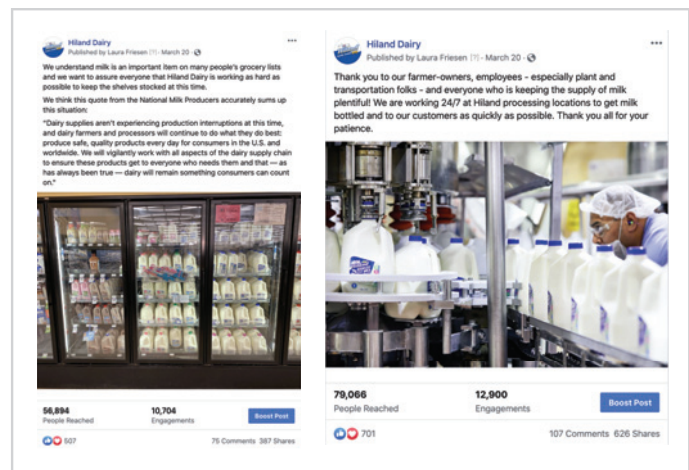 Hiland Dairy
Published by Laura Friesen [?] · March 20 ·
We understand milk is an important item on many people's grocery lists
and we want to assure everyone that Hiland Dairy is working as hard as
possible to keep the shelves stocked at this time.
We think this quote from the National Milk Producers accurately sums up
this situation:
"Dairy supplies aren't experiencing production interruptions at this time,
and dairy farmers and processors will continue to do what they do best:
produce safe, quality products every day for consumers in the U.S. and
worldwide. We will vigilantly work with all aspects of the dairy supply chain
to ensure these products get to everyone who needs them and that — as
has always been true — dairy will remain something consumers can count
on."
56,894
People Reached
10,704
Engagements
Boost Post
507
75 Comments 387 Shares
Hiland Dairy
Published by Laura Friesen [?] · March 20 ·
Thank you to our farmer-owners, employees - especially plant and
transportation folks - and everyone who is keeping the supply of milk
plentiful! We are working 24/7 at Hiland processing locations to get milk
bottled and to our customers as quickly as possible. Thank you all for your
patience.
79,066
People Reached
12,900
Engagements
Boost Post
701
107 Comments 626 Shares